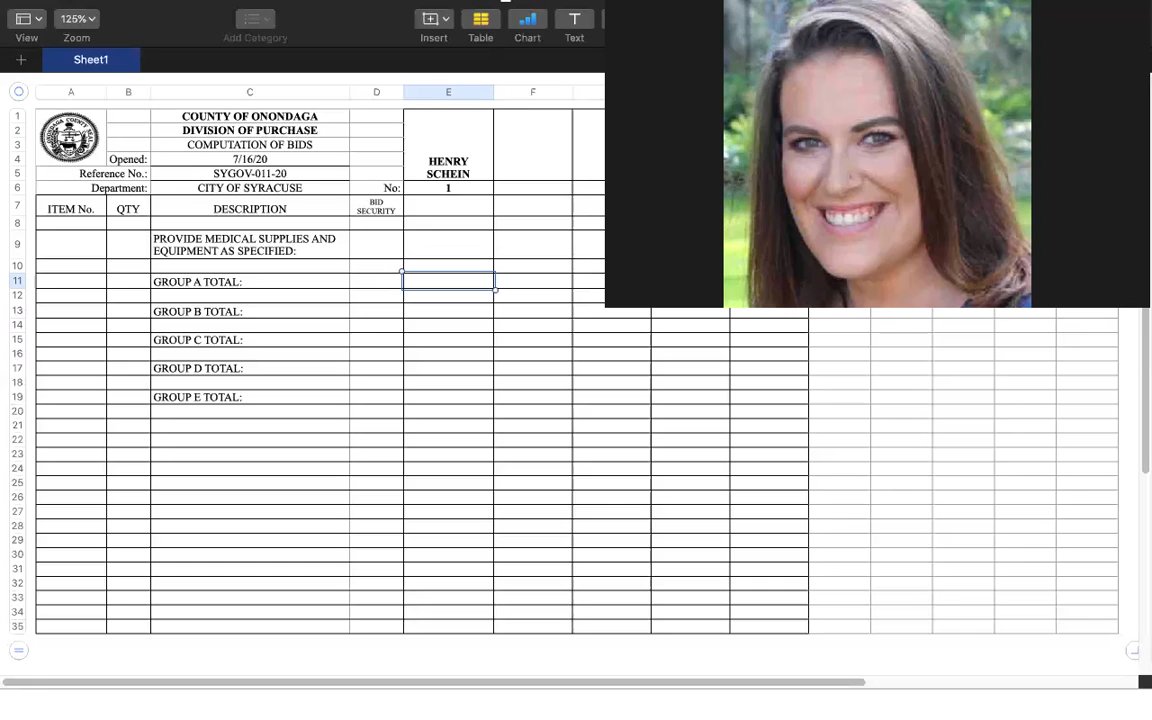 125%
View
Zoom
Add Category
Insert
Table
Chart
T
Text
+
Sheet1
A B C D E F
1 COUNTY OF ONONDAGA
2 DIVISION OF PURCHASE
3 COMPUTATION OF BIDS
4 Opened: 7/16/20 HENRY
5 Reference No.: SYGOV-011-20 SCHEIN
6 Department: CITY OF SYRACUSE No: 1
7 ITEM No. QTY DESCRIPTION BID SECURITY
8
9 PROVIDE MEDICAL SUPPLIES AND
EQUIPMENT AS SPECIFIED:
10
11 GROUP A TOTAL:
12
13 GROUP B TOTAL:
14
15 GROUP C TOTAL:
16
17 GROUP D TOTAL:
18
19 GROUP E TOTAL:
20
21
22
23
24
25
26
27
28
29
30
31
32
33
34
35